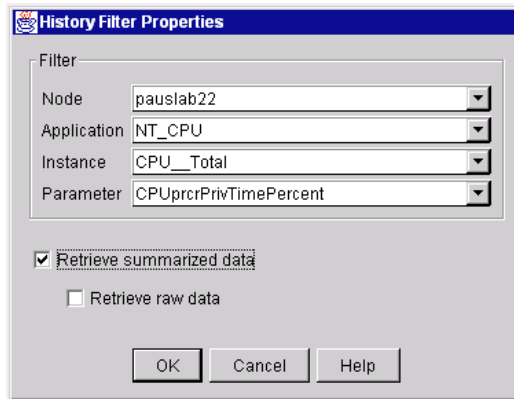 History Filter Properties
Filter
Node pauslab22
Application NT_CPU
Instance CPU__Total
Parameter CPUprcrPrivTimePercent
Retrieve summarized data
Retrieve raw data
OK Cancel Help